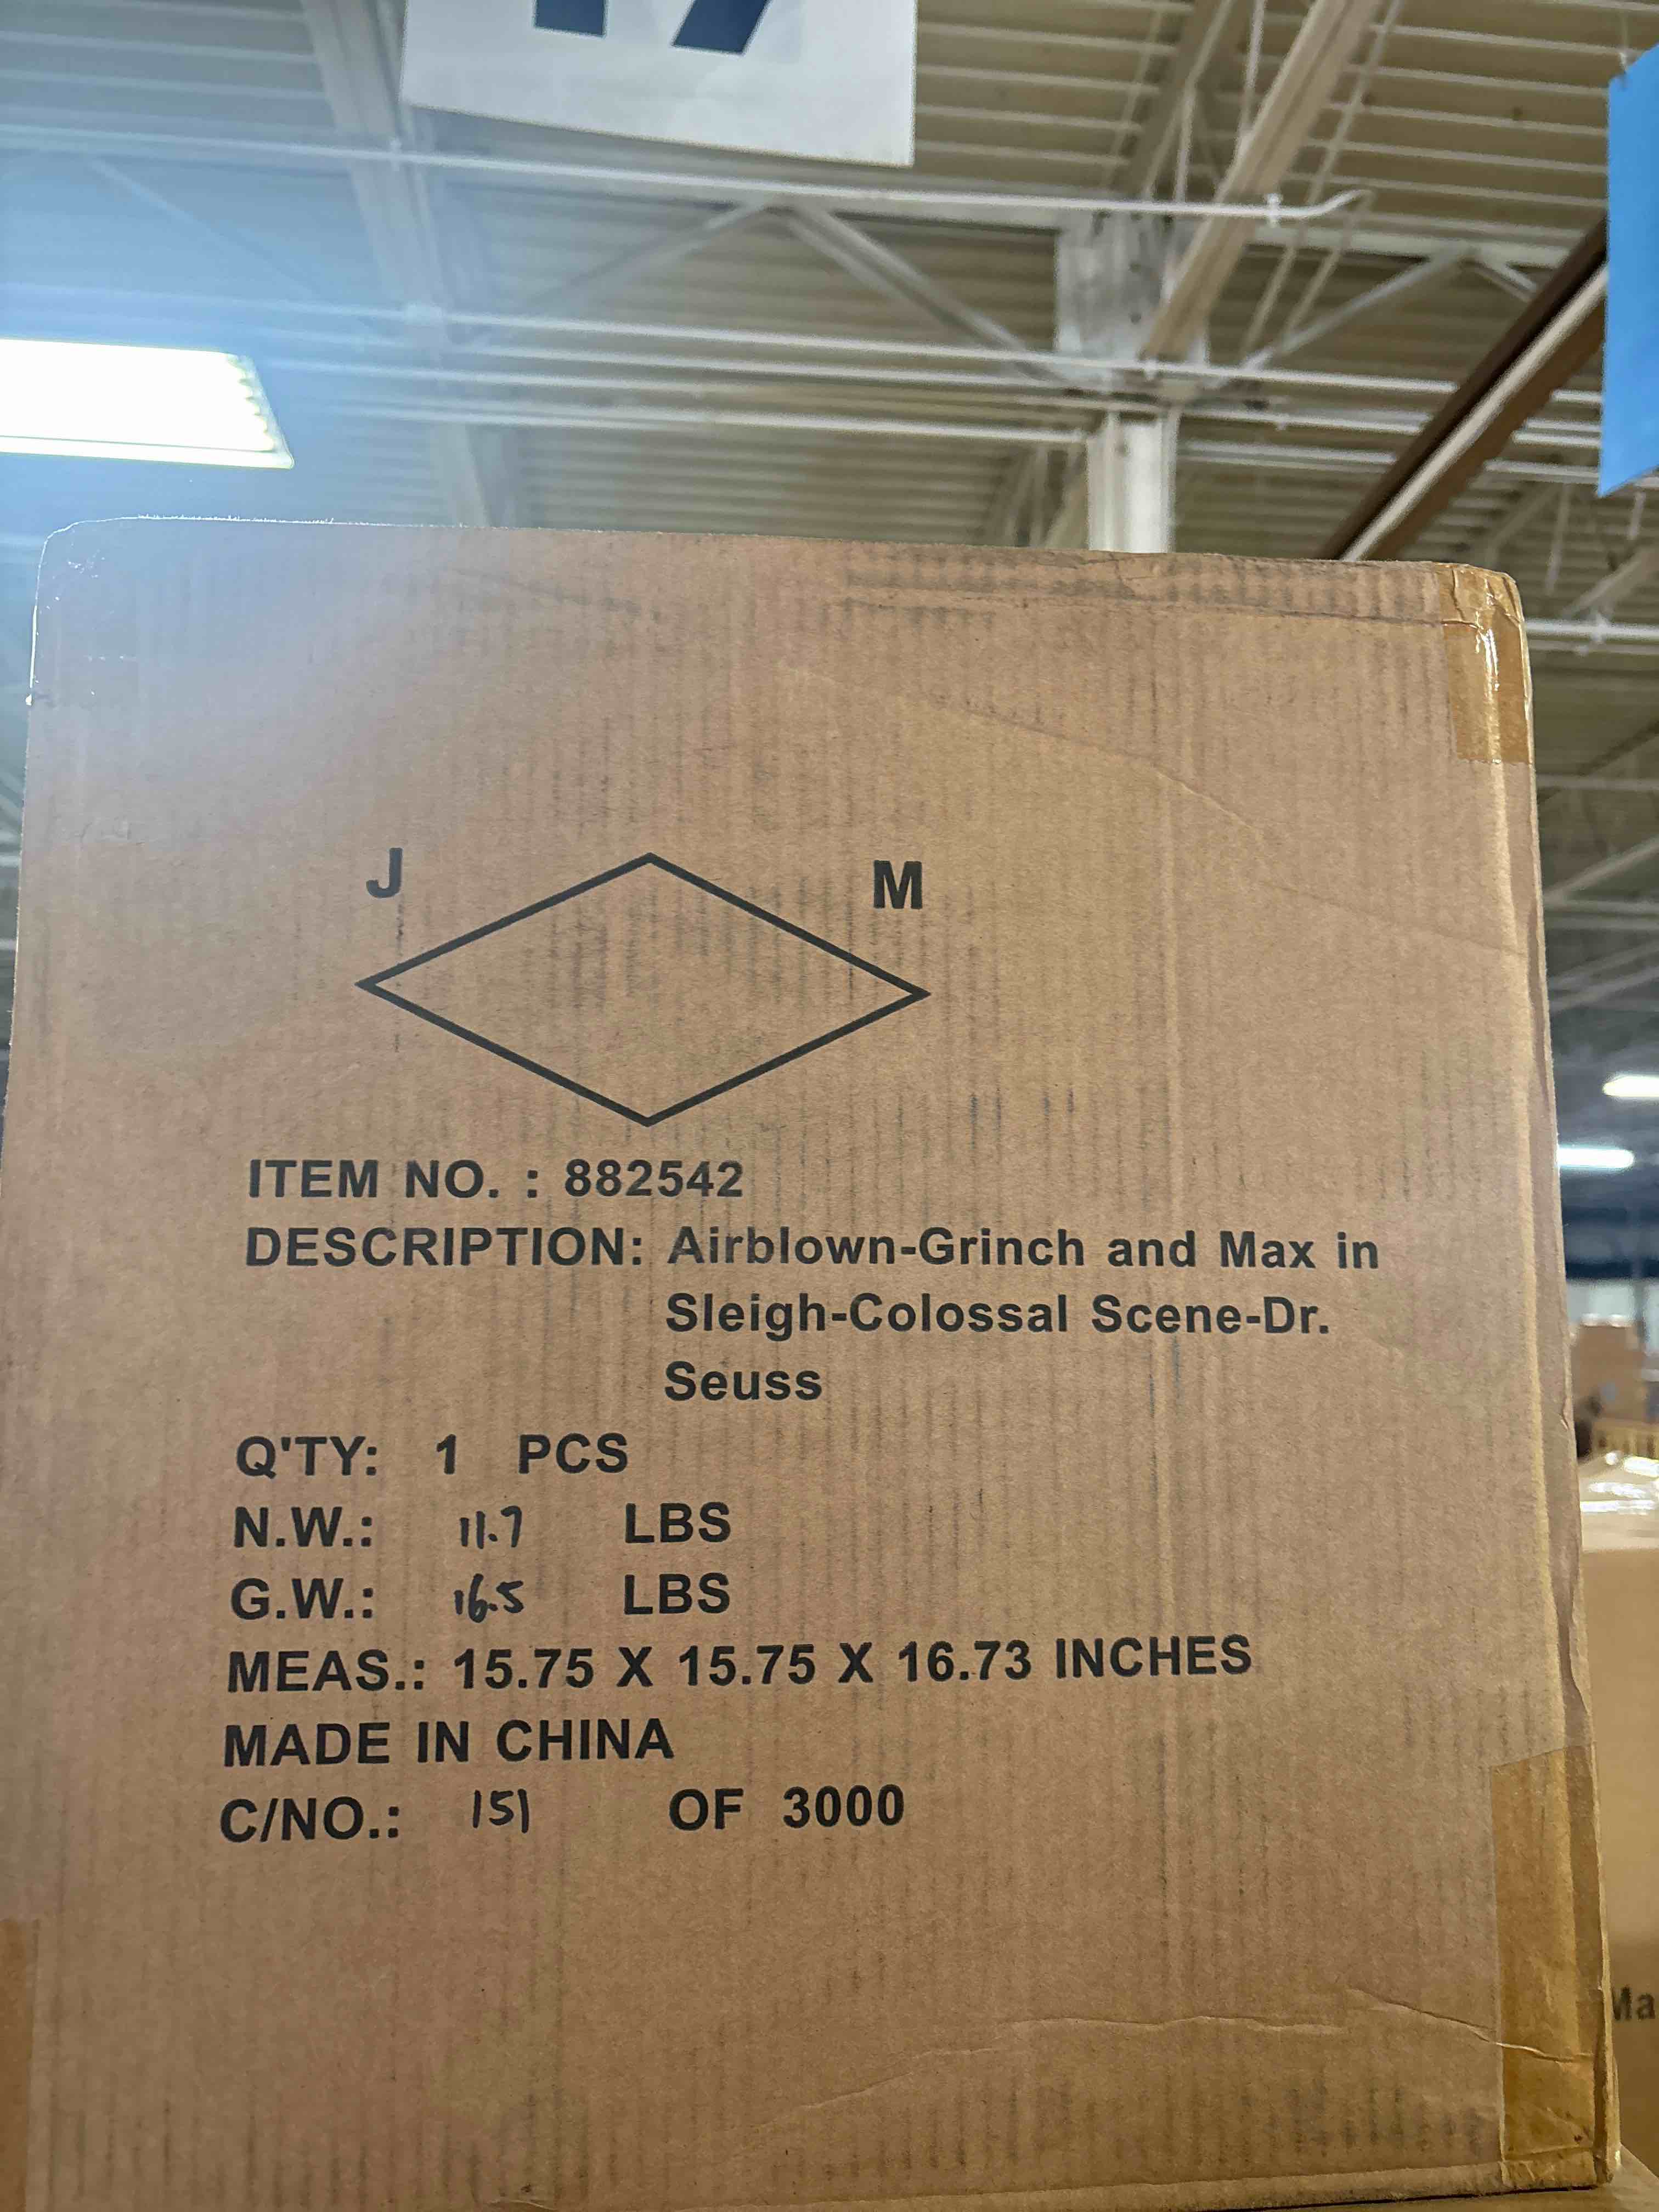 J M
ITEM NO. : 882542
DESCRIPTION: Airblown-Grinch and Max in
Sleigh-Colossal Scene-Dr.
Seuss
Q'TY: 1 PCS
N.W.: 11.7 LBS
G.W.: 16.5 LBS
MEAS.: 15.75 X 15.75 X 16.73 INCHES
MADE IN CHINA
C/NO.: 151 OF 3000